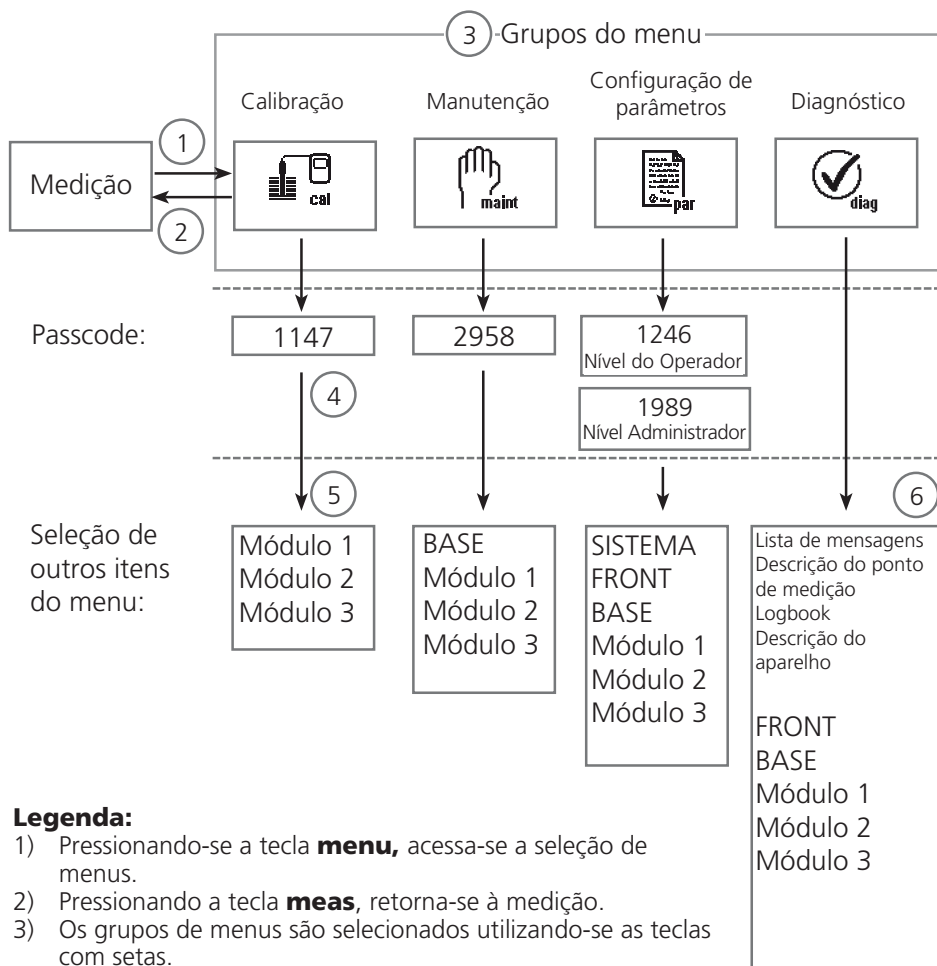 3 Grupos do menu
Calibração
Manutenção
Configuração de
parâmetros
Diagnóstico
Medição
1
2
cal
maint
par
diag
Passcode:
1147
2958
1246
Nível do Operador
1989
Nível Administrador
4
5
6
Seleção de
outros itens
do menu:
Módulo 1
Módulo 2
Módulo 3
BASE
Módulo 1
Módulo 2
Módulo 3
SISTEMA
FRONT
BASE
Módulo 1
Módulo 2
Módulo 3
Lista de mensagens
Descrição do ponto
de medição
Logbook
Descrição do
aparelho
FRONT
BASE
Módulo 1
Módulo 2
Módulo 3
Legenda:
1) Pressionando-se a tecla menu, acessa-se a seleção de
menus.
2) Pressionando a tecla meas, retorna-se à medição.
3) Os grupos de menus são selecionados utilizando-se as teclas
com setas.